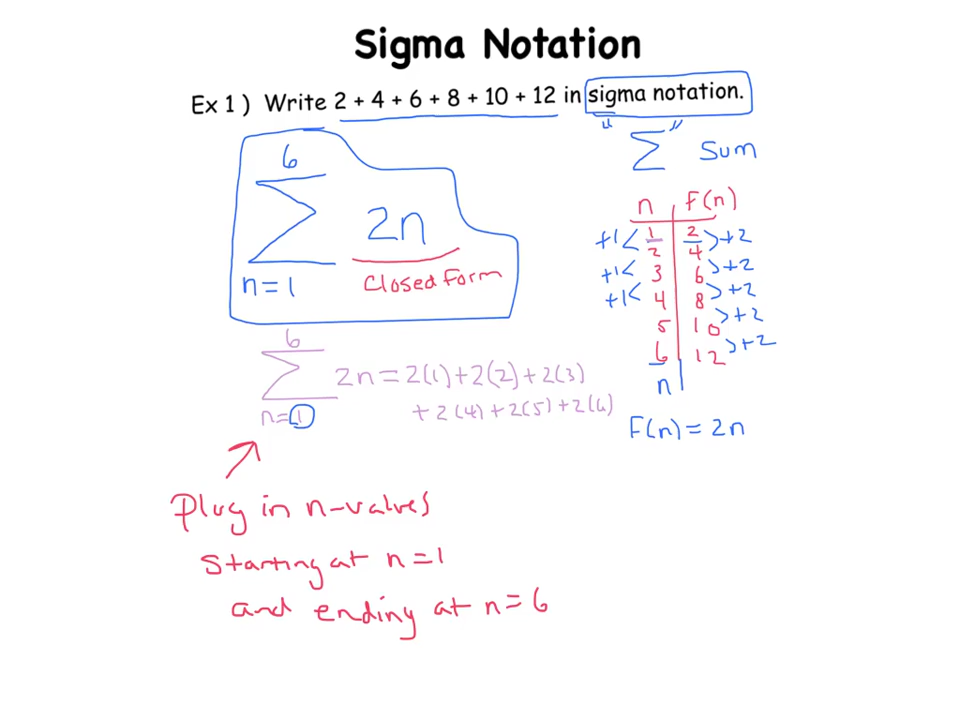 Sigma Notation
Ex 1 ) Write 2 + 4 + 6 + 8 + 10 + 12 in sigma notation.
" Σ " Sum
6
Σ 2n
n = 1
Closed Form
n | F(n)
+1 < 1 | 2 > +2
2 | 4
+1 < 3 | 6 > +2
+1 < 4 | 8 > +2
5 | 10 > +2
6 | 12 > +2
n |
F(n) = 2n
6
Σ 2n = 2(1) + 2(2) + 2(3)
n = 1 + 2(4) + 2(5) + 2(6)
Plug in n-values
Starting at n = 1
and ending at n = 6